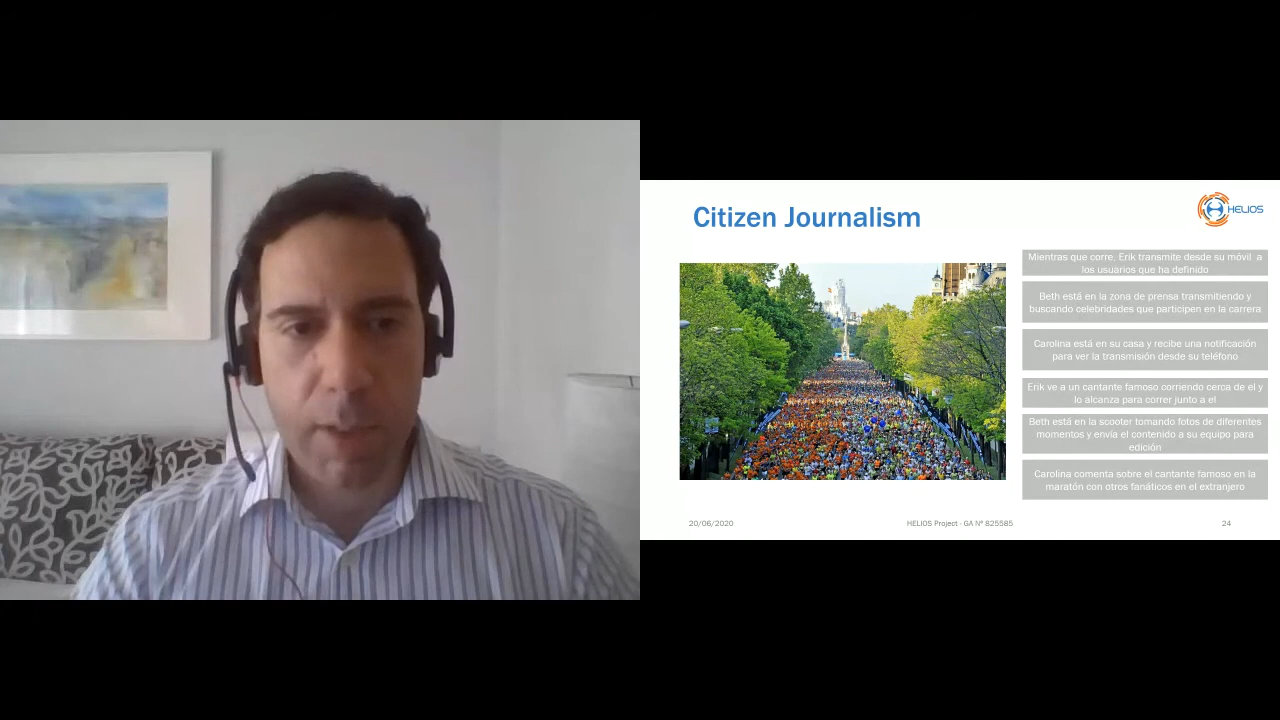 Citizen Journalism
HELIOS
Mientras que corre, Erik transmite desde su móvil a
los usuarios que ha definido
Beth está en la zona de prensa transmitiendo y
buscando celebridades que participen en la carrera
Carolina está en su casa y recibe una notificación
para ver la transmisión desde su teléfono
Erik ve a un cantante famoso corriendo cerca de el y
lo alcanza para correr junto a el
Beth está en la scooter tomando fotos de diferentes
momentos y envía el contenido a su equipo para
edición
Carolina comenta sobre el cantante famoso en la
maratón con otros fanáticos en el extranjero
20/06/2020
HELIOS Project - GA Nº 825585
24